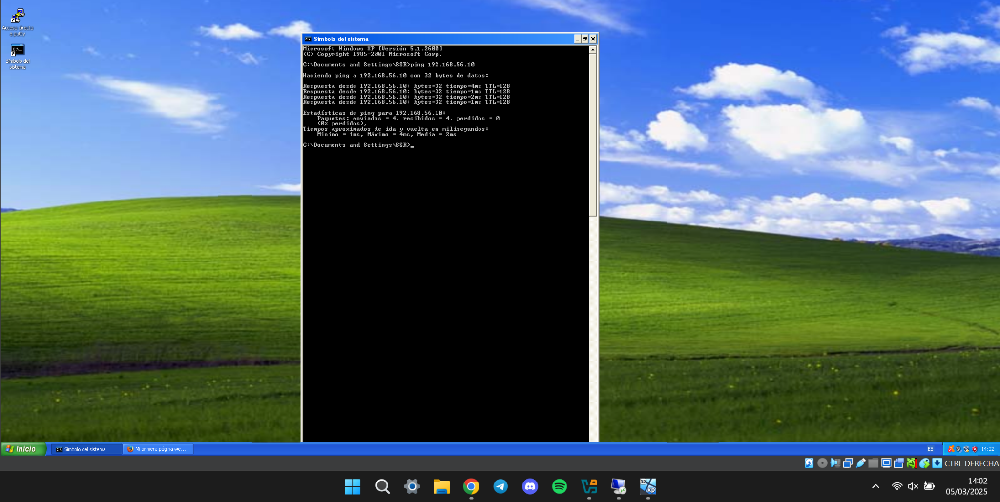 Acceso directo
a putty
Símbolo del
sistema
Símbolo del sistema
Microsoft Windows XP [Versión 5.1.2600]
(C) Copyright 1985-2001 Microsoft Corp.
C:\Documents and Settings\SSR>ping 192.168.56.10
Haciendo ping a 192.168.56.10 con 32 bytes de datos:
Respuesta desde 192.168.56.10: bytes=32 tiempo=4ms TTL=128
Respuesta desde 192.168.56.10: bytes=32 tiempo=1ms TTL=128
Respuesta desde 192.168.56.10: bytes=32 tiempo=2ms TTL=128
Respuesta desde 192.168.56.10: bytes=32 tiempo=1ms TTL=128
Estadísticas de ping para 192.168.56.10:
Paquetes: enviados = 4, recibidos = 4, perdidos = 0
(0% perdidos),
Tiempos aproximados de ida y vuelta en milisegundos:
Mínimo = 1ms, Máximo = 4ms, Media = 2ms
C:\Documents and Settings\SSR>_
Inicio
Símbolo del sistema
Mi primera página we...
ES
14:02
CTRL DERECHA
32
XP
14:02
05/03/2025